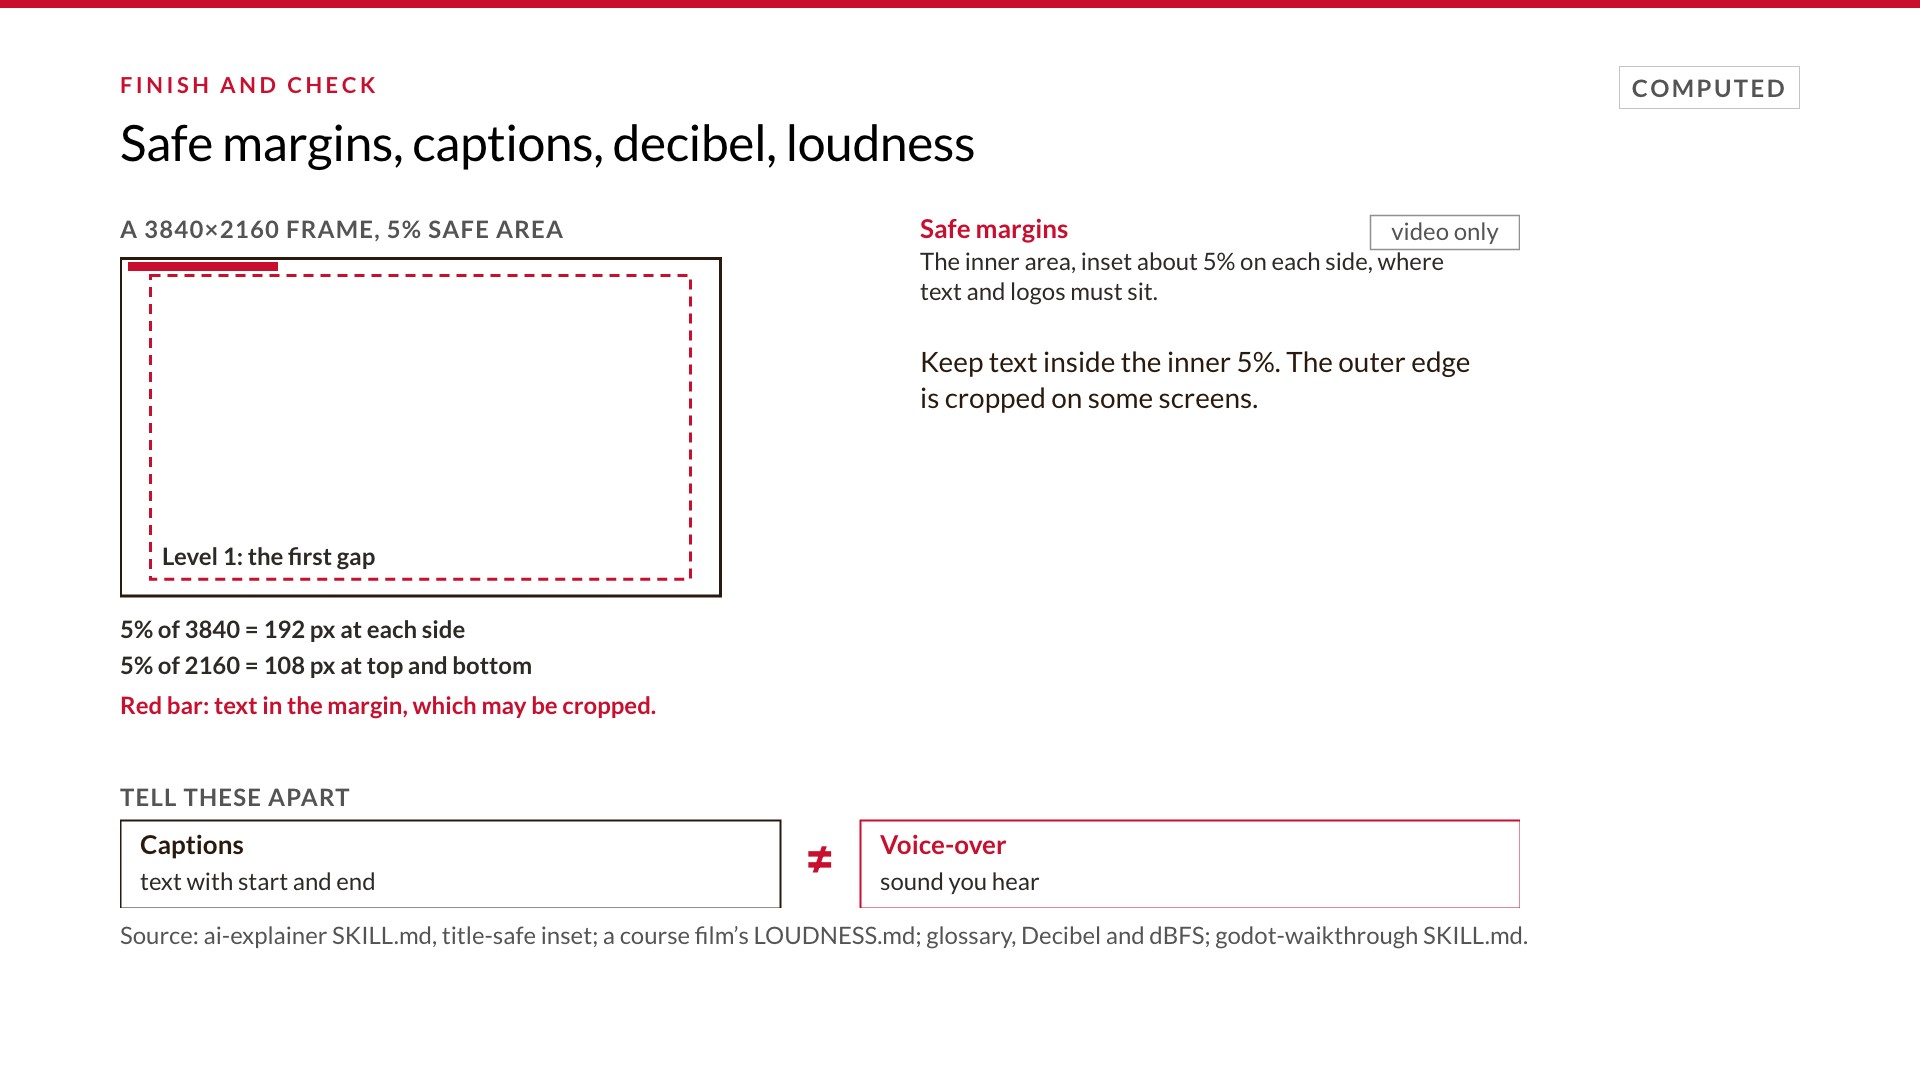 FINISH AND CHECK
COMPUTED
Safe margins, captions, decibel, loudness
A 3840×2160 FRAME, 5% SAFE AREA
Level 1: the first gap
5% of 3840 = 192 px at each side
5% of 2160 = 108 px at top and bottom
Red bar: text in the margin, which may be cropped.
Safe margins
video only
The inner area, inset about 5% on each side, where
text and logos must sit.
Keep text inside the inner 5%. The outer edge
is cropped on some screens.
TELL THESE APART
Captions
text with start and end
≠
Voice-over
sound you hear
Source: ai-explainer SKILL.md, title-safe inset; a course film’s LOUDNESS.md; glossary, Decibel and dBFS; godot-waikthrough SKILL.md.